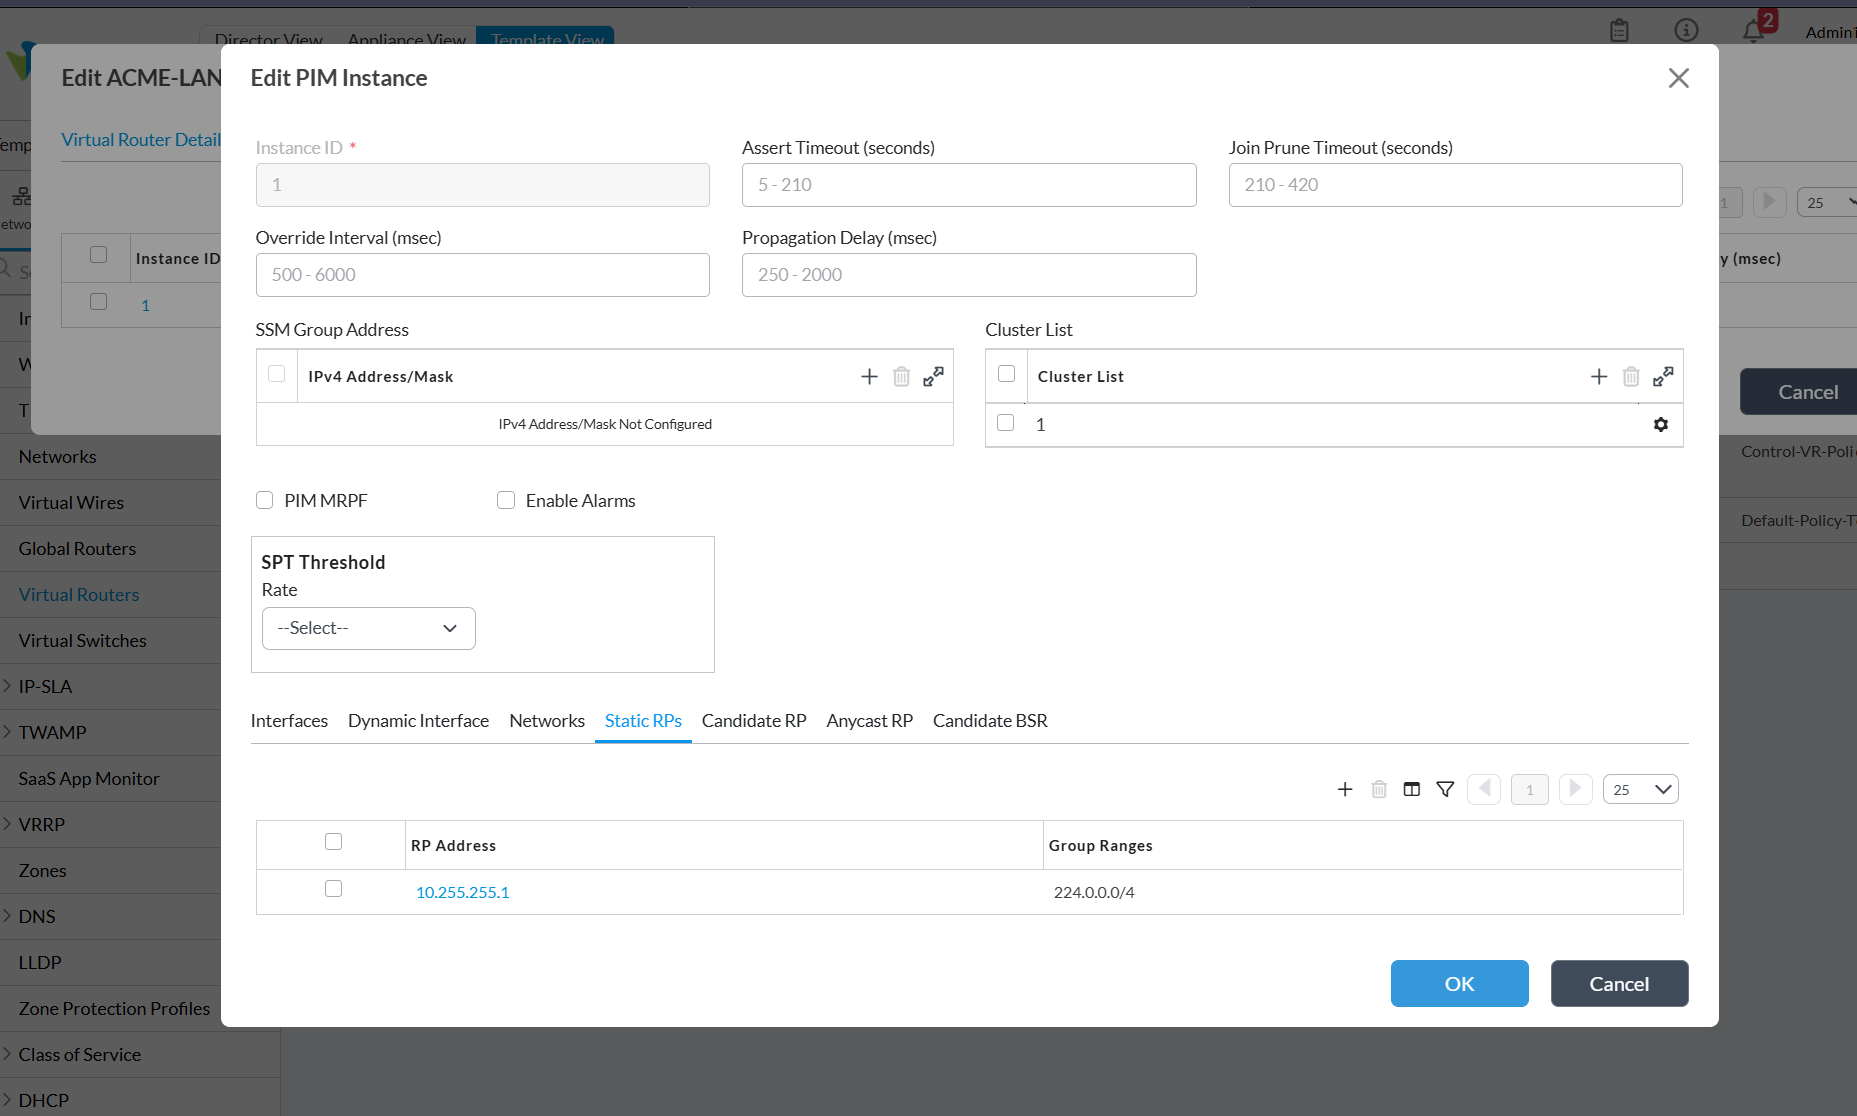 Director View Appliance View Template View
2
Admin
Edit ACME-LAN
Edit PIM Instance
Virtual Router Detail
Instance ID *
1
Assert Timeout (seconds)
5 - 210
Join Prune Timeout (seconds)
210 - 420
1
25
Override Interval (msec)
500 - 6000
Propagation Delay (msec)
250 - 2000
Instance ID
y (msec)
1
SSM Group Address
Cluster List
IPv4 Address/Mask
Cluster List
IPv4 Address/Mask Not Configured
1
Cancel
Networks
Control-VR-Poli
PIM MRPF
Enable Alarms
Virtual Wires
Default-Policy-T
Global Routers
SPT Threshold
Rate
Virtual Routers
--Select--
Virtual Switches
IP-SLA
Interfaces Dynamic Interface Networks Static RPs Candidate RP Anycast RP Candidate BSR
TWAMP
SaaS App Monitor
1
25
VRRP
RP Address
Group Ranges
Zones
10.255.255.1
224.0.0.0/4
DNS
LLDP
OK
Cancel
Zone Protection Profiles
Class of Service
DHCP